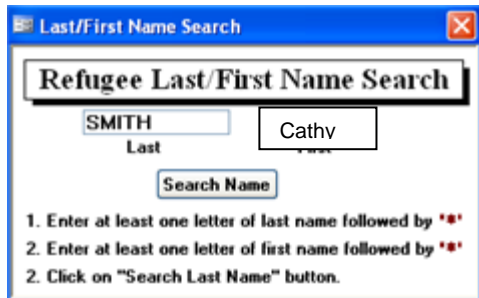 Last/First Name Search
Refugee Last/First Name Search
SMITH Cathy
Last
Search Name
1. Enter at least one letter of last name followed by '*'
2. Enter at least one letter of first name followed by '*'
2. Click on "Search Last Name" button.